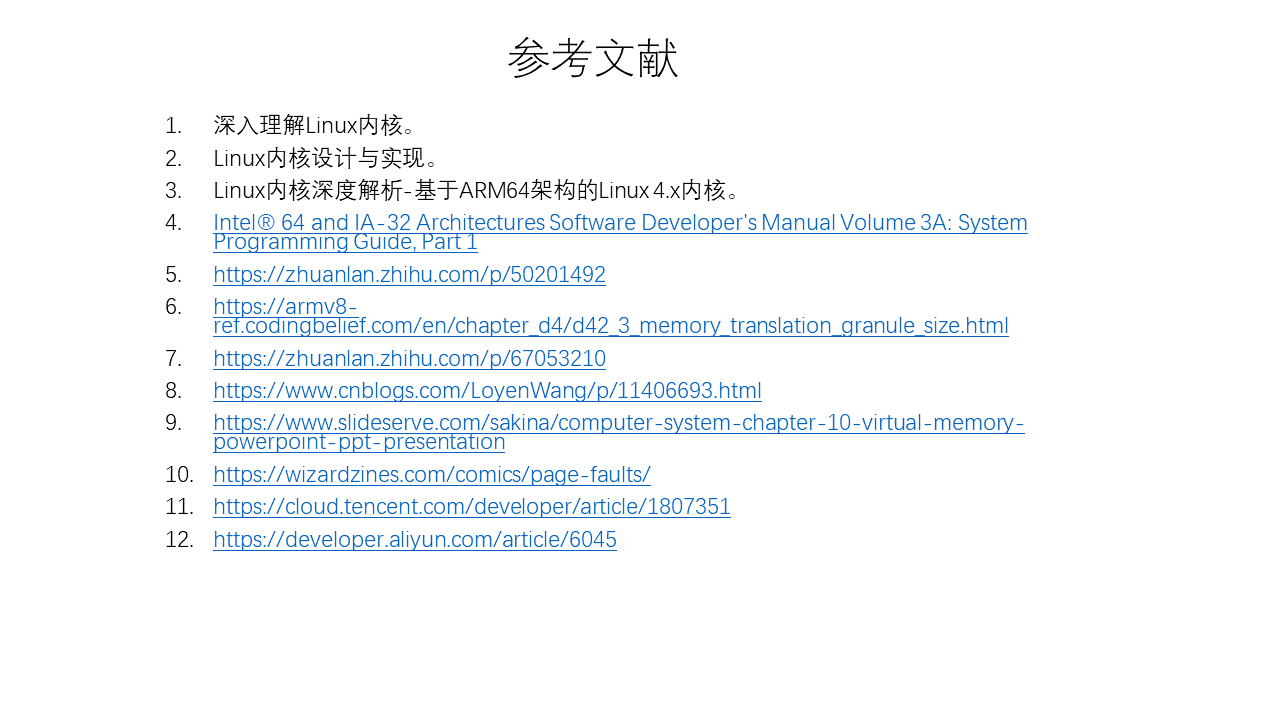 参考文献
1. 深入理解Linux内核。
2. Linux内核设计与实现。
3. Linux内核深度解析-基于ARM64架构的Linux 4.x内核。
4. Intel® 64 and IA-32 Architectures Software Developer's Manual Volume 3A: System
Programming Guide, Part 1
5. https://zhuanlan.zhihu.com/p/50201492
6. https://armv8-
ref.codingbelief.com/en/chapter_d4/d42_3_memory_translation_granule_size.html
7. https://zhuanlan.zhihu.com/p/67053210
8. https://www.cnblogs.com/LoyenWang/p/11406693.html
9. https://www.slideserve.com/sakina/computer-system-chapter-10-virtual-memory-
powerpoint-ppt-presentation
10. https://wizardzines.com/comics/page-faults/
11. https://cloud.tencent.com/developer/article/1807351
12. https://developer.aliyun.com/article/6045